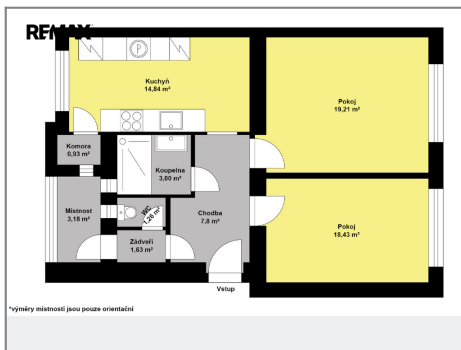 RE/MAX
P
Kuchyň
14,84 m²
Pokoj
19,21 m²
Komora
0,93 m²
Koupelna
3,00 m²
Místnost
3,18 m²
WC
1,26 m²
Chodba
7,8 m²
Pokoj
18,43 m²
Zádveří
1,63 m²
Vstup
*výměry místností jsou pouze orientační